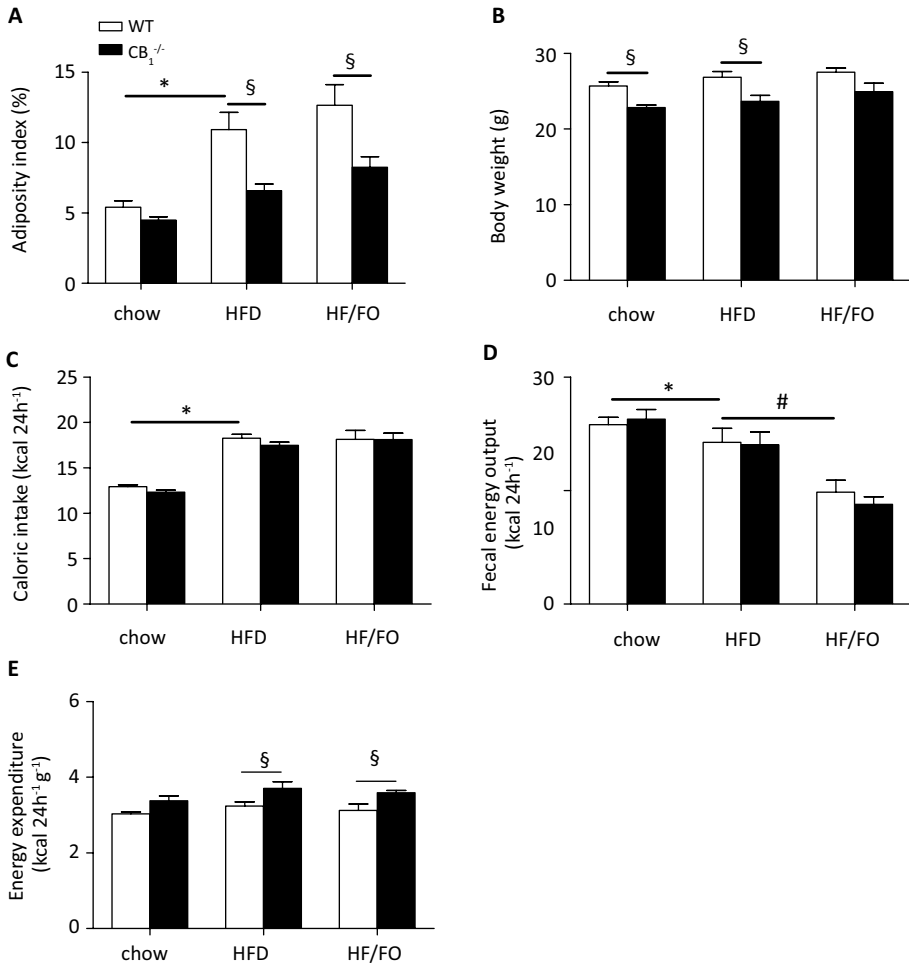 A
WT
CB₁⁻/⁻
Adiposity index (%)
15
10
5
0
*
§
§
chow
HFD
HF/FO
B
Body weight (g)
30
20
10
0
§
§
chow
HFD
HF/FO
C
Caloric intake (kcal 24h⁻¹)
25
20
15
10
5
0
*
chow
HFD
HF/FO
D
Fecal energy output
(kcal 24h⁻¹)
30
20
10
0
*
#
chow
HFD
HF/FO
E
Energy expenditure
(kcal 24h⁻¹ g⁻¹)
6
4
2
0
§
§
chow
HFD
HF/FO